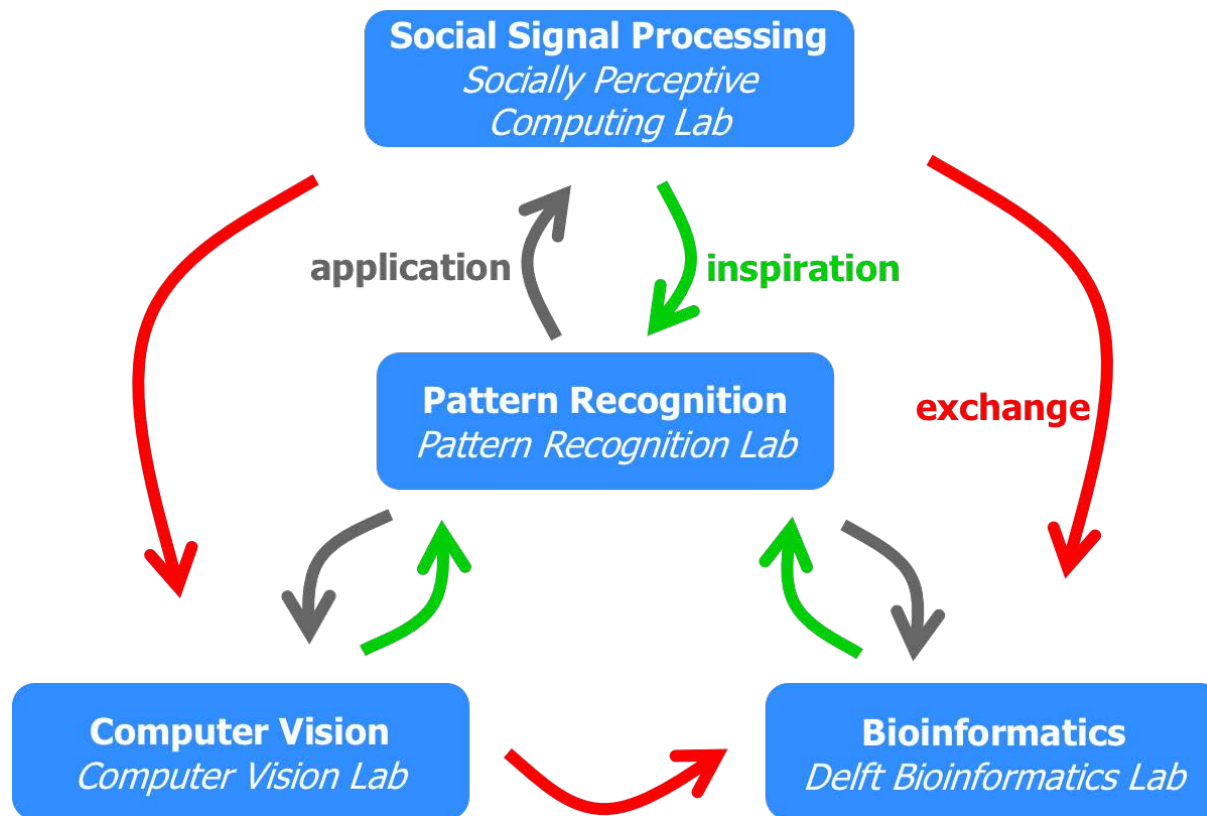 Social Signal Processing
Socially Perceptive
Computing Lab
application
inspiration
Pattern Recognition
Pattern Recognition Lab
exchange
Computer Vision
Computer Vision Lab
Bioinformatics
Delft Bioinformatics Lab